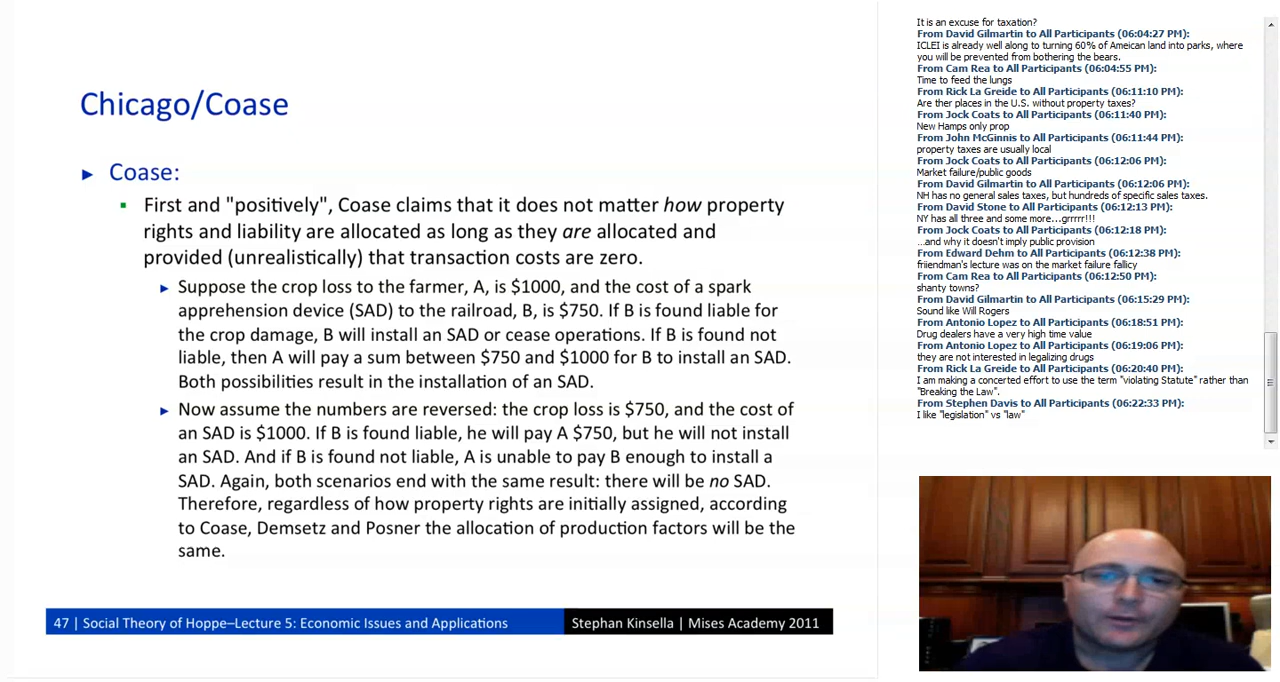 Chicago/Coase
► Coase:
▪ First and "positively", Coase claims that it does not matter how property
rights and liability are allocated as long as they are allocated and
provided (unrealistically) that transaction costs are zero.
► Suppose the crop loss to the farmer, A, is $1000, and the cost of a spark
apprehension device (SAD) to the railroad, B, is $750. If B is found liable for
the crop damage, B will install an SAD or cease operations. If B is found not
liable, then A will pay a sum between $750 and $1000 for B to install an SAD.
Both possibilities result in the installation of an SAD.
► Now assume the numbers are reversed: the crop loss is $750, and the cost of
an SAD is $1000. If B is found liable, he will pay A $750, but he will not install
an SAD. And if B is found not liable, A is unable to pay B enough to install a
SAD. Again, both scenarios end with the same result: there will be no SAD.
Therefore, regardless of how property rights are initially assigned, according
to Coase, Demsetz and Posner the allocation of production factors will be the
same.
47 | Social Theory of Hoppe–Lecture 5: Economic Issues and Applications
Stephan Kinsella | Mises Academy 2011
It is an excuse for taxation?
From David Gilmartin to All Participants (06:04:27 PM):
ICLEI is already well along to turning 60% of Ameican land into parks, where
you will be prevented from bothering the bears.
From Cam Rea to All Participants (06:04:55 PM):
Time to feed the lungs
From Rick La Greide to All Participants (06:11:10 PM):
Are ther places in the U.S. without property taxes?
From Jock Coats to All Participants (06:11:40 PM):
New Hamps only prop
From John McGinnis to All Participants (06:11:44 PM):
property taxes are usually local
From Jock Coats to All Participants (06:12:06 PM):
Market failure/public goods
From David Gilmartin to All Participants (06:12:06 PM):
NH has no general sales taxes, but hundreds of specific sales taxes.
From David Stone to All Participants (06:12:13 PM):
NY has all three and some more...grrrrr!!!
From Jock Coats to All Participants (06:12:18 PM):
...and why it doesn't imply public provision
From Edward Dehm to All Participants (06:12:38 PM):
friiendman's lecture was on the market failure fallicy
From Cam Rea to All Participants (06:12:50 PM):
shanty towns?
From David Gilmartin to All Participants (06:15:29 PM):
Sound like Will Rogers
From Antonio Lopez to All Participants (06:18:51 PM):
Drug dealers have a very high time value
From Antonio Lopez to All Participants (06:19:06 PM):
they are not interested in legalizing drugs
From Rick La Greide to All Participants (06:20:40 PM):
I am making a concerted effort to use the term "violating Statute" rather than
"Breaking the Law".
From Stephen Davis to All Participants (06:22:33 PM):
I like "legislation" vs "law"